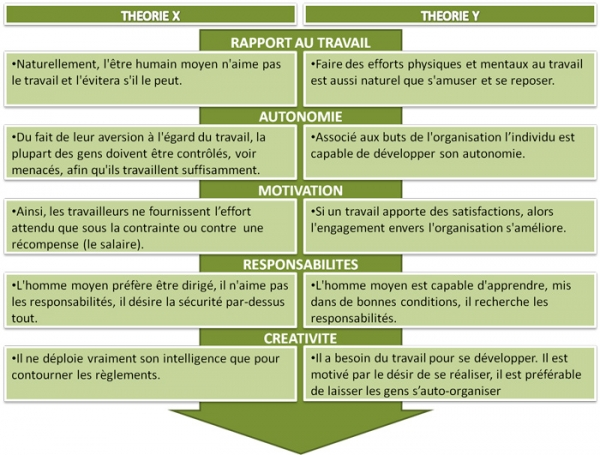 THEORIE X
THEORIE Y
RAPPORT AU TRAVAIL
•Naturellement, l'être humain moyen n'aime pas
le travail et l'évitera s'il le peut.
•Faire des efforts physiques et mentaux au travail
est aussi naturel que s'amuser et se reposer.
AUTONOMIE
•Du fait de leur aversion à l'égard du travail, la
plupart des gens doivent être contrôlés, voir
menacés, afin qu'ils travaillent suffisamment.
•Associé aux buts de l'organisation l’individu est
capable de développer son autonomie.
MOTIVATION
•Ainsi, les travailleurs ne fournissent l’effort
attendu que sous la contrainte ou contre une
récompense (le salaire).
•Si un travail apporte des satisfactions, alors
l'engagement envers l'organisation s'améliore.
RESPONSABILITES
•L'homme moyen préfère être dirigé, il n'aime pas
les responsabilités, il désire la sécurité par-dessus
tout.
•L'homme moyen est capable d'apprendre, mis
dans de bonnes conditions, il recherche les
responsabilités.
CREATIVITE
•Il ne déploie vraiment son intelligence que pour
contourner les règlements.
•Il a besoin du travail pour se développer. Il est
motivé par le désir de se réaliser, il est préférable
de laisser les gens s’auto-organiser